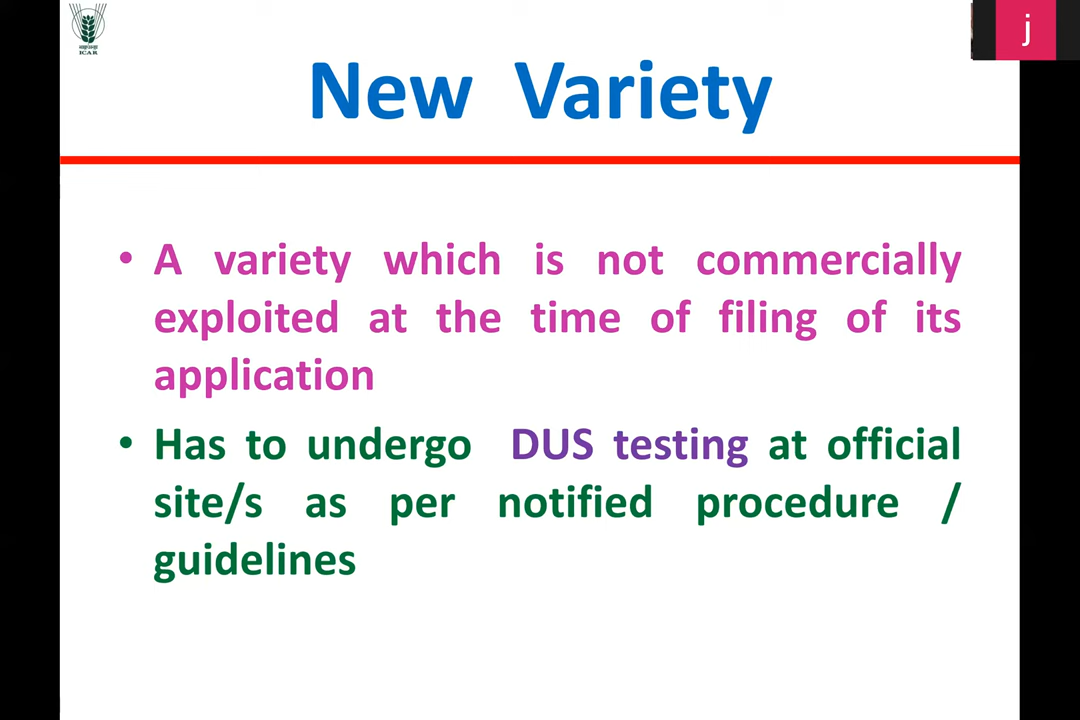 ICAR
j
New Variety
• A variety which is not commercially
exploited at the time of filing of its
application
• Has to undergo DUS testing at official
site/s as per notified procedure /
guidelines